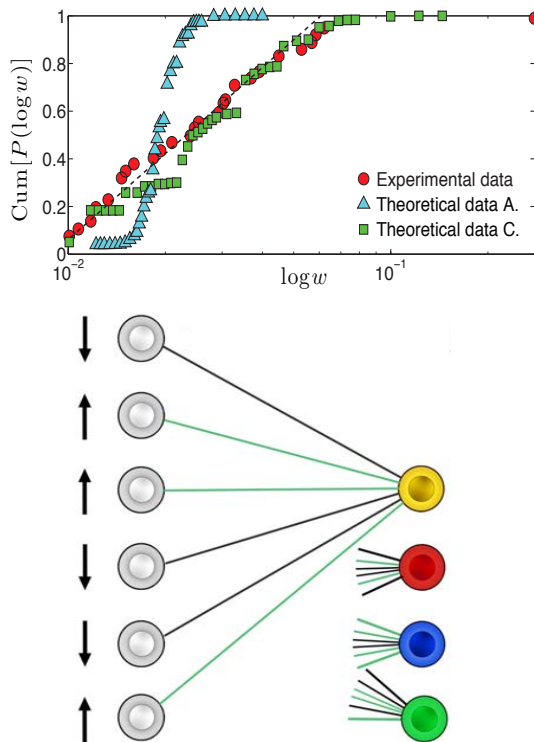 1
0.8
0.6
0.4
0.2
0
Cum [P (log w)]
Experimental data
Theoretical data A.
Theoretical data C.
10⁻²
10⁻¹
log w